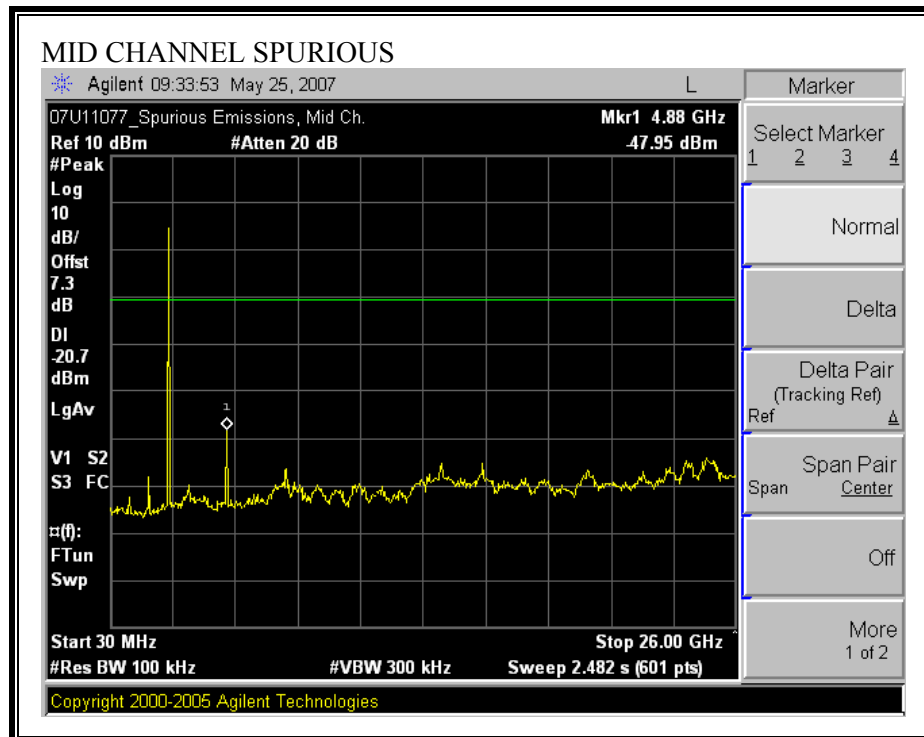 MID CHANNEL SPURIOUS
Agilent 09:33:53 May 25, 2007 L
07U11077_Spurious Emissions, Mid Ch. Mkr1 4.88 GHz
Ref 10 dBm #Atten 20 dB -47.95 dBm
#Peak
Log
10
dB/
Offst
7.3
dB
DI
-20.7
dBm
LgAv
V1 S2
S3 FC
¤(f):
FTun
Swp
1
Start 30 MHz Stop 26.00 GHz ^
#Res BW 100 kHz #VBW 300 kHz Sweep 2.482 s (601 pts)
Copyright 2000-2005 Agilent Technologies
Marker
Select Marker
1 2 3 4
Normal
Delta
Delta Pair
(Tracking Ref)
Ref Δ
Span Pair
Span Center
Off
More
1 of 2